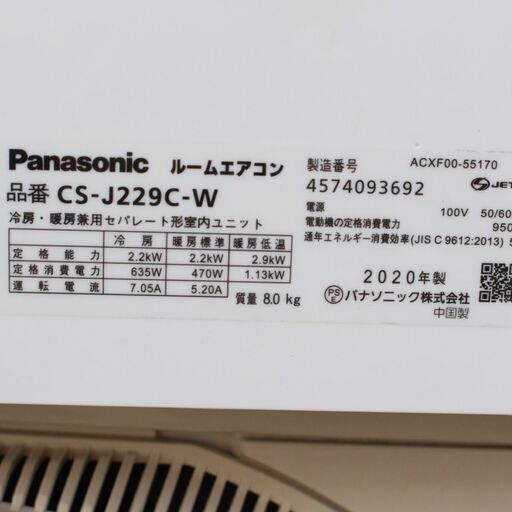 Panasonic ルームエアコン
品番 CS-J229C-W
冷房・暖房兼用セパレート形室内ユニット
冷房 暖房標準 暖房低温
定格能力 2.2kW 2.2kW 2.9kW
定格消費電力 635W 470W 1.13kW
運転電流 7.05A 5.20A
質量 8.0 kg
製造番号 ACXF00-55170
4574093692 JET
電源 100V 50/60
電動機の定格消費電力 950
通年エネルギー消費効率(JIS C 9612:2013) 5
2020年製
PSE パナソニック株式会社
中国製